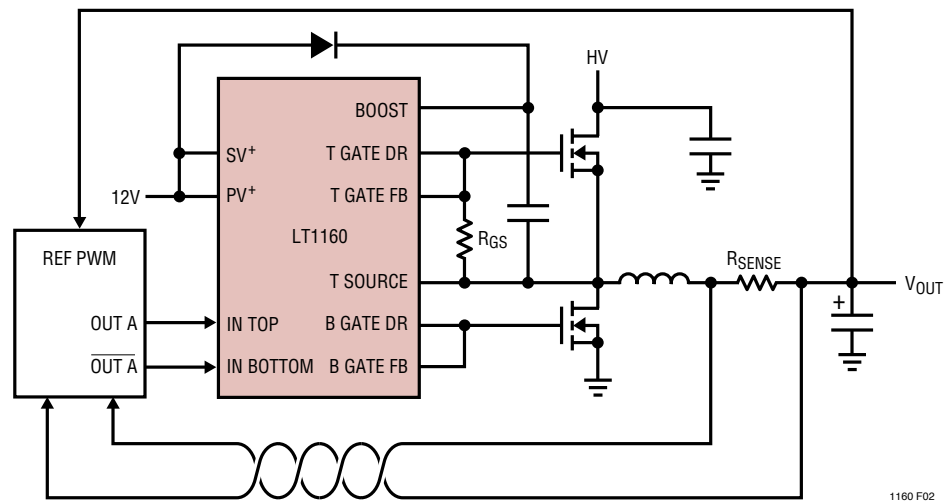 HV
BOOST
SV+
T GATE DR
12V
PV+
T GATE FB
LT1160
RGS
REF PWM
RSENSE
T SOURCE
VOUT
+
OUT A
IN TOP
B GATE DR
OUT A
IN BOTTOM
B GATE FB
1160 F02